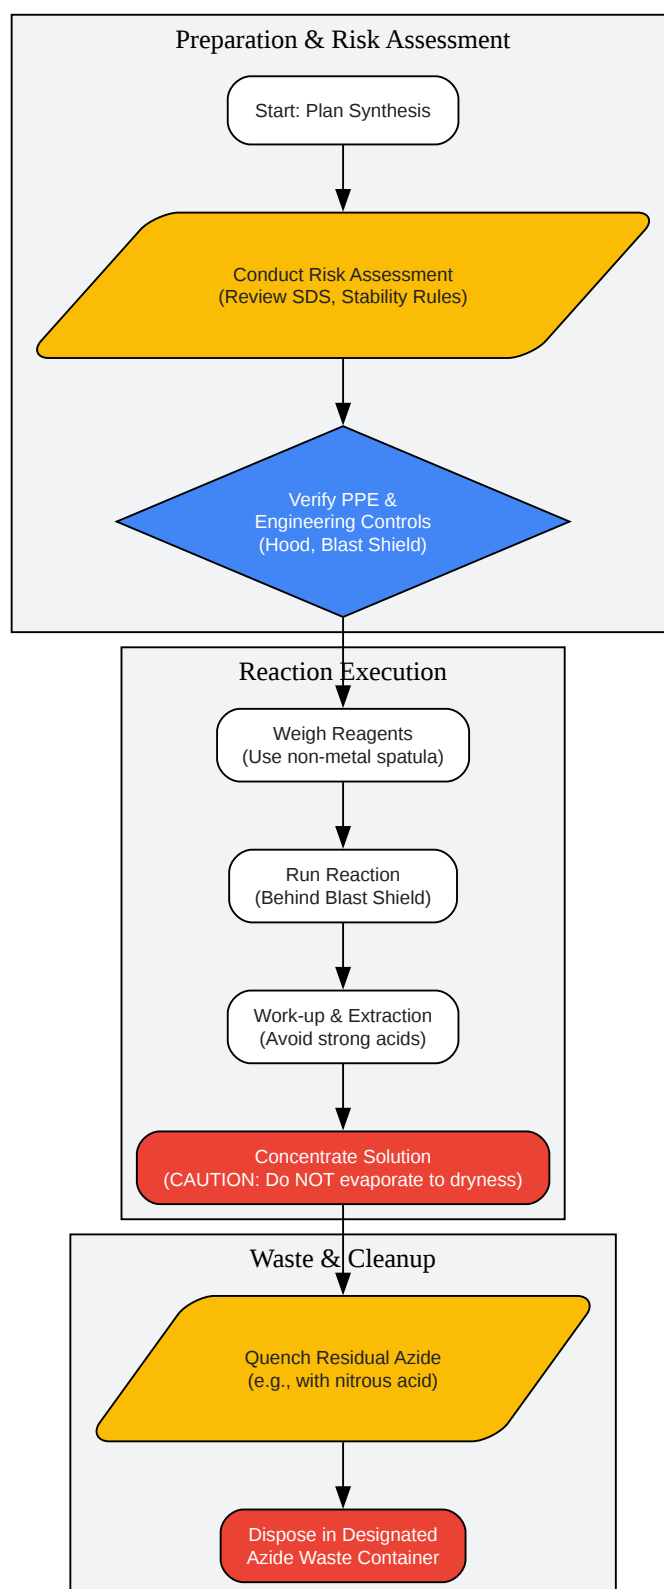 Preparation & Risk Assessment
Start: Plan Synthesis
Conduct Risk Assessment
(Review SDS, Stability Rules)
Verify PPE &
Engineering Controls
(Hood, Blast Shield)
Reaction Execution
Weigh Reagents
(Use non-metal spatula)
Run Reaction
(Behind Blast Shield)
Work-up & Extraction
(Avoid strong acids)
Concentrate Solution
(CAUTION: Do NOT evaporate to dryness)
Waste & Cleanup
Quench Residual Azide
(e.g., with nitrous acid)
Dispose in Designated
Azide Waste Container